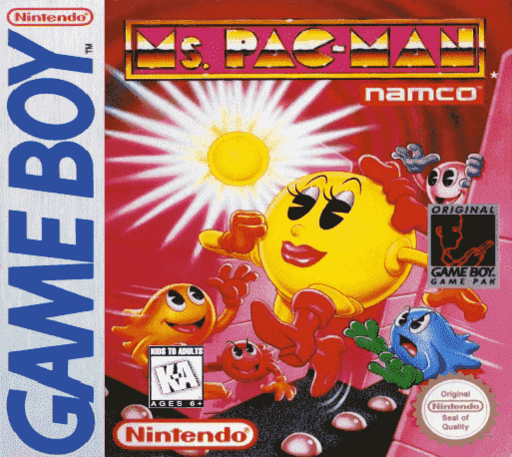 Nintendo
GAME BOY
TM
Ms. PAC-MAN
namco
ORIGINAL
GAME BOY
GAME PAK
KIDS TO ADULTS
K-A
AGES 6+
Nintendo
Original
Nintendo
Seal of
Quality